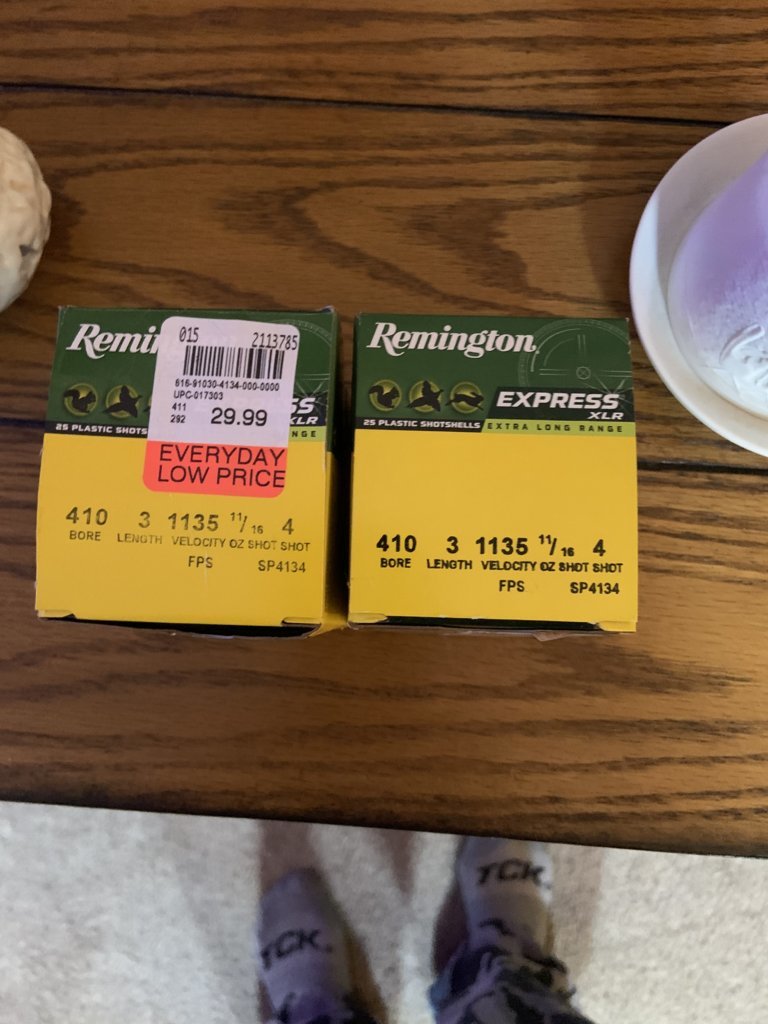 Remi
015 2113785
616-91030-4134-000-0000
UPC-017303
411
292 29.99
SS
XLR
25 PLASTIC SHOTS NGE
EVERYDAY
LOW PRICE
410 3 1135 11/16 4
BORE LENGTH VELOCITY OZ SHOT SHOT
FPS SP4134
Remington
EXPRESS
XLR
25 PLASTIC SHOTSHELLS EXTRA LONG RANGE
410 3 1135 11/16 4
BORE LENGTH VELOCITY OZ SHOT SHOT
FPS SP4134
TCK.
TCK.